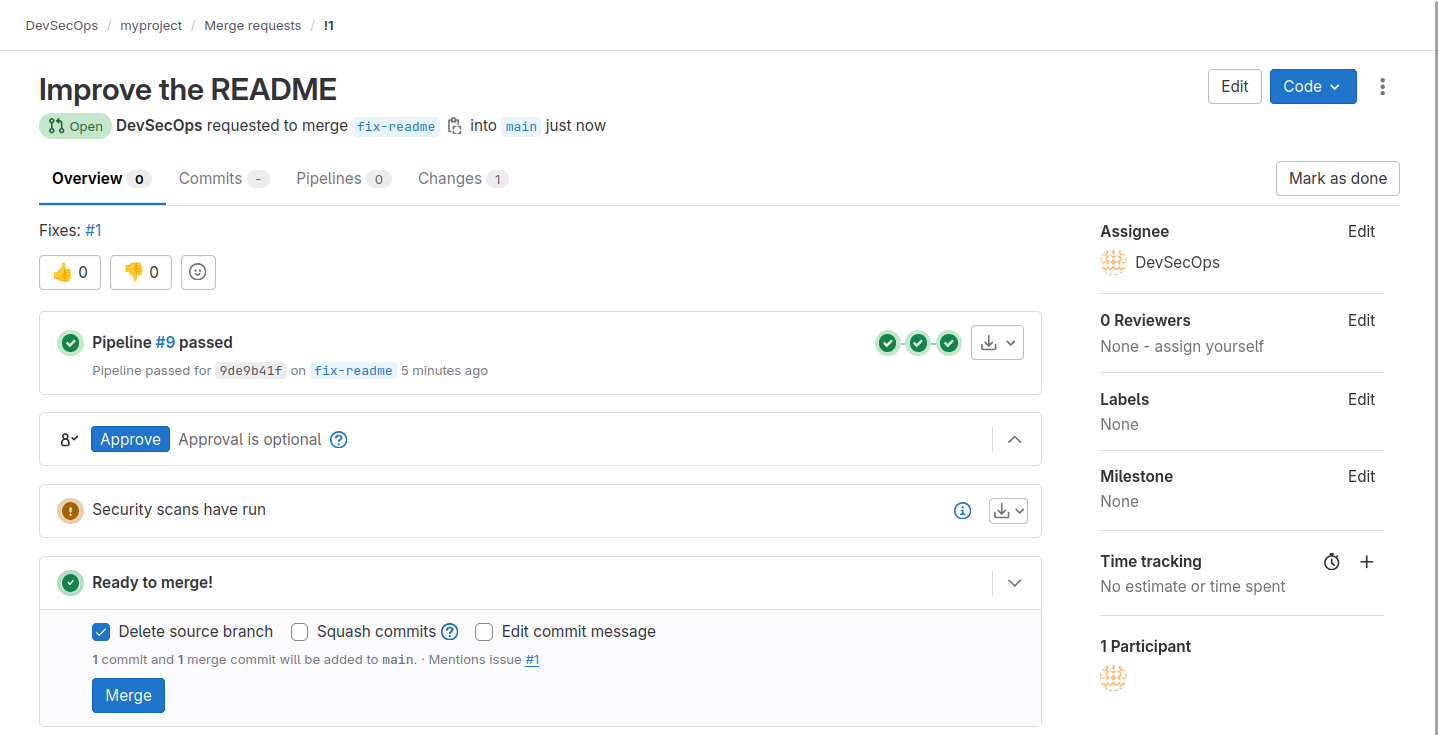 DevSecOps / myproject / Merge requests / !1
Improve the README
Edit
Code
Open DevSecOps requested to merge fix-readme into main just now
Overview 0 Commits - Pipelines 0 Changes 1
Mark as done
Fixes: #1
👍 0 👎 0
Pipeline #9 passed
Pipeline passed for 9de9b41f on fix-readme 5 minutes ago
Approve Approval is optional
Security scans have run
Ready to merge!
Delete source branch Squash commits Edit commit message
1 commit and 1 merge commit will be added to main. · Mentions issue #1
Merge
Assignee Edit
DevSecOps
0 Reviewers Edit
None - assign yourself
Labels Edit
None
Milestone Edit
None
Time tracking
No estimate or time spent
1 Participant